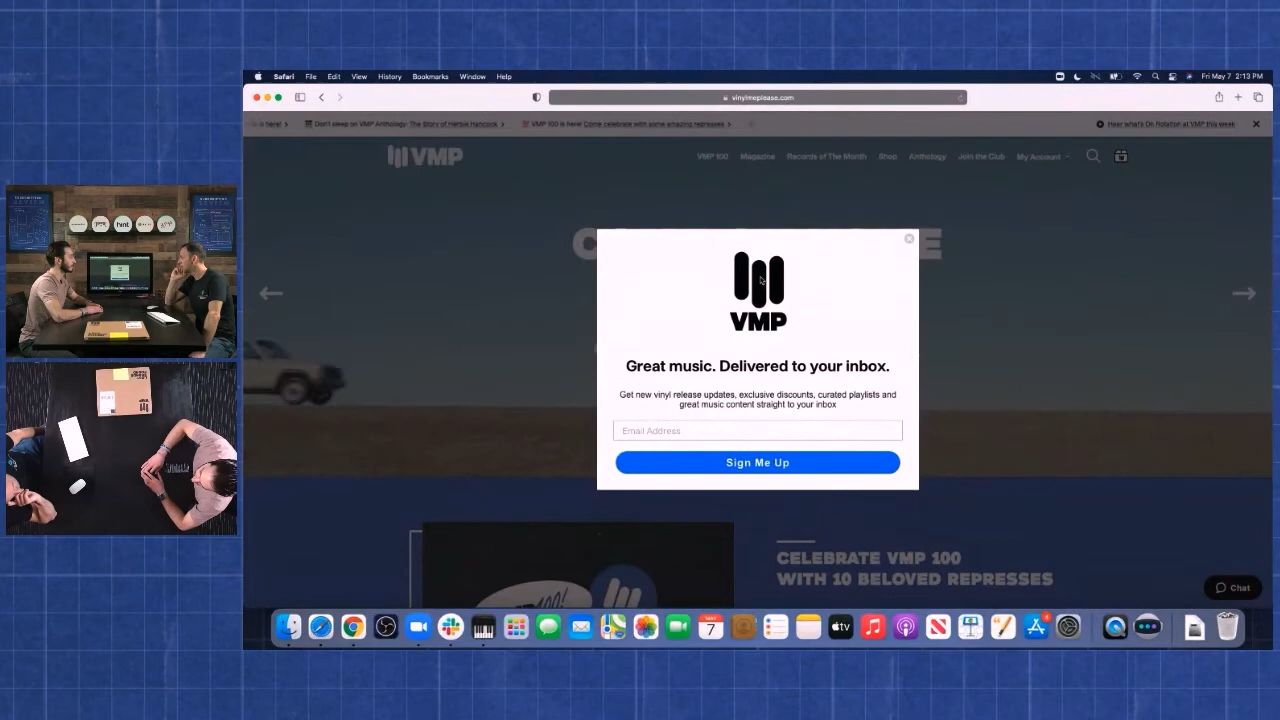 Safari File Edit View History Bookmarks Window Help
Fri May 7 2:13 PM
vinylmeplease.com
is here! >
Don't sleep on VMP Anthology: The Story of Herbie Hancock >
VMP 100 is here! Come celebrate with some amazing represses >
Hear what's On Rotation at VMP this week
VMP
VMP 100 Magazine Records of The Month Shop Anthology Join the Club My Account
hint
C
E
VMP
Great music. Delivered to your inbox.
Get new vinyl release updates, exclusive discounts, curated playlists and
great music content straight to your inbox
Email Address
Sign Me Up
CELEBRATE VMP 100
WITH 10 BELOVED REPRESSES
Chat
7
tv